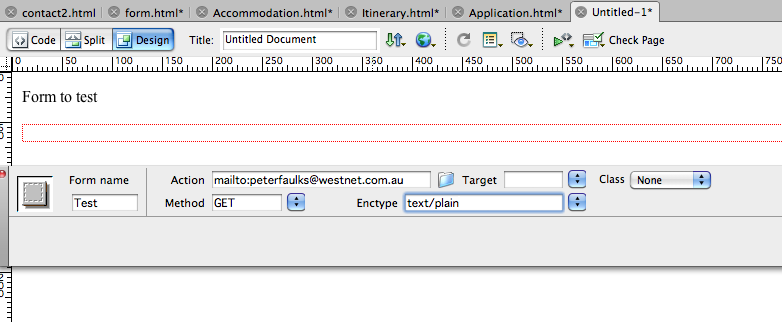 contact2.html form.html* Accommodation.html* Itinerary.html* Application.html* Untitled-1*
Code Split Design Title: Untitled Document Check Page
0 50 100 150 200 250 300 350 400 450 500 550 600 650 700 750
Form to test
Form name Action mailto:peterfaulks@westnet.com.au Target Class None
Test Method GET Enctype text/plain